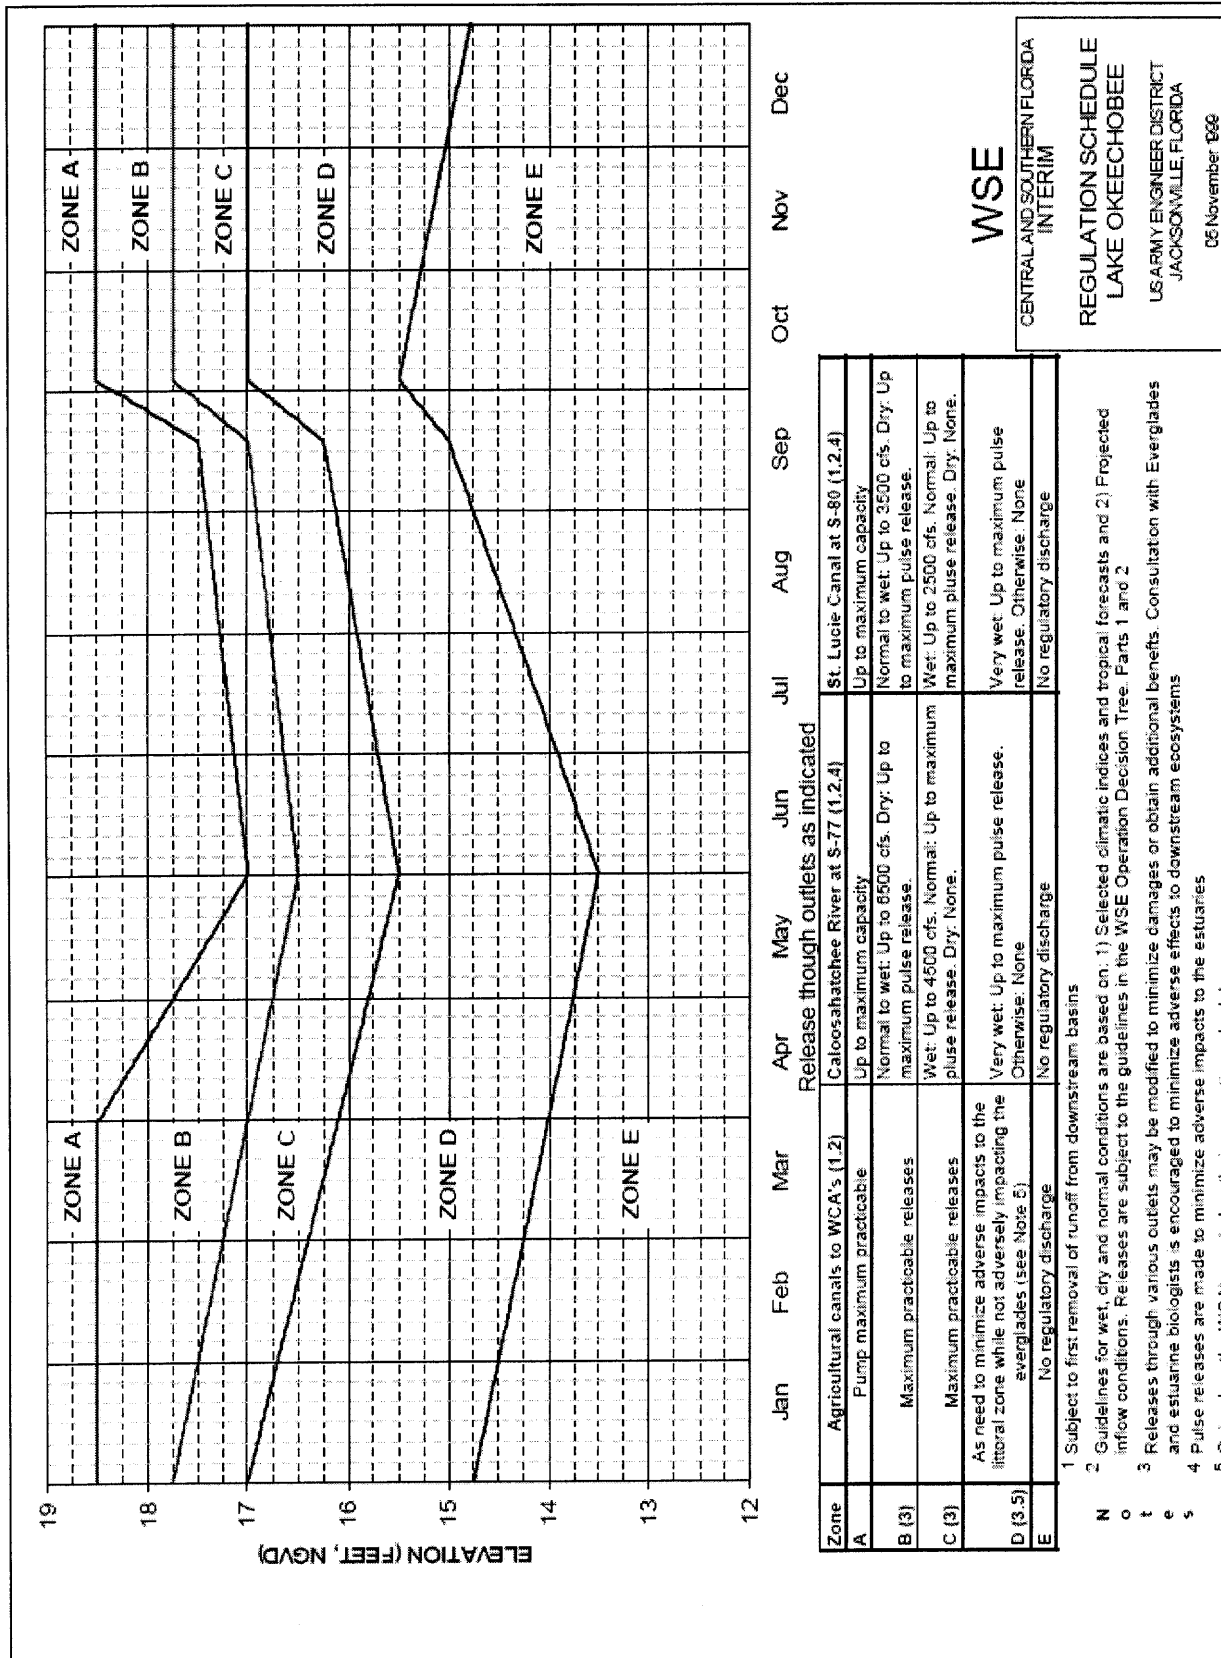 ELEVATION (FEET, NGVD)
19
18
17
16
15
14
13
12
ZONE A
ZONE B
ZONE C
ZONE D
ZONE E
ZONE A
ZONE B
ZONE C
ZONE D
ZONE E
Jan Feb Mar Apr May Jun Jul Aug Sep Oct Nov Dec
Release though outlets as indicated
Zone Agricultural canals to WCA's (1,2) Caloosahatchee River at S-77 (1,2,4) St. Lucie Canal at S-80 (1,2,4)
A Pump maximum practicable Up to maximum capacity Up to maximum capacity
B (3) Maximum practicable releases Normal to wet: Up to 6500 cfs. Dry: Up to maximum pulse release. Normal to wet: Up to 3500 cfs. Dry: Up to maximum pulse release.
C (3) Maximum practicable releases Wet: Up to 4500 cfs. Normal: Up to maximum pluse release. Dry: None. Wet: Up to 2500 cfs. Normal: Up to maximum pluse release. Dry: None.
D (3,5) As need to minimize adverse impacts to the littoral zone while not adversely impacting the everglades (see Note 5) Very wet: Up to maximum pulse release. Otherwise: None Very wet: Up to maximum pulse release. Otherwise: None
E No regulatory discharge No regulatory discharge No regulatory discharge
Notes
1 Subject to first removal of runoff from downstream basins
2 Guidelines for wet, dry and normal conditions are based on: 1) Selected climatic indices and tropical forecasts and 2) Projected
inflow conditions. Releases are subject to the guidelines in the WSE Operation Decision Tree. Parts 1 and 2
3 Releases through various outlets may be modified to minimize damages or obtain additional benefits. Consultation with Everglades
and estuarine biologists is encouraged to minimize adverse effects to downstream ecosystems
4 Pulse releases are made to minimize adverse impacts to the estuaries
5
WSE
CENTRAL AND SOUTHERN FLORIDA
INTERIM
REGULATION SCHEDULE
LAKE OKEECHOBEE
US ARMY ENGINEER DISTRICT
JACKSONVILLE, FLORIDA
05 November 1999